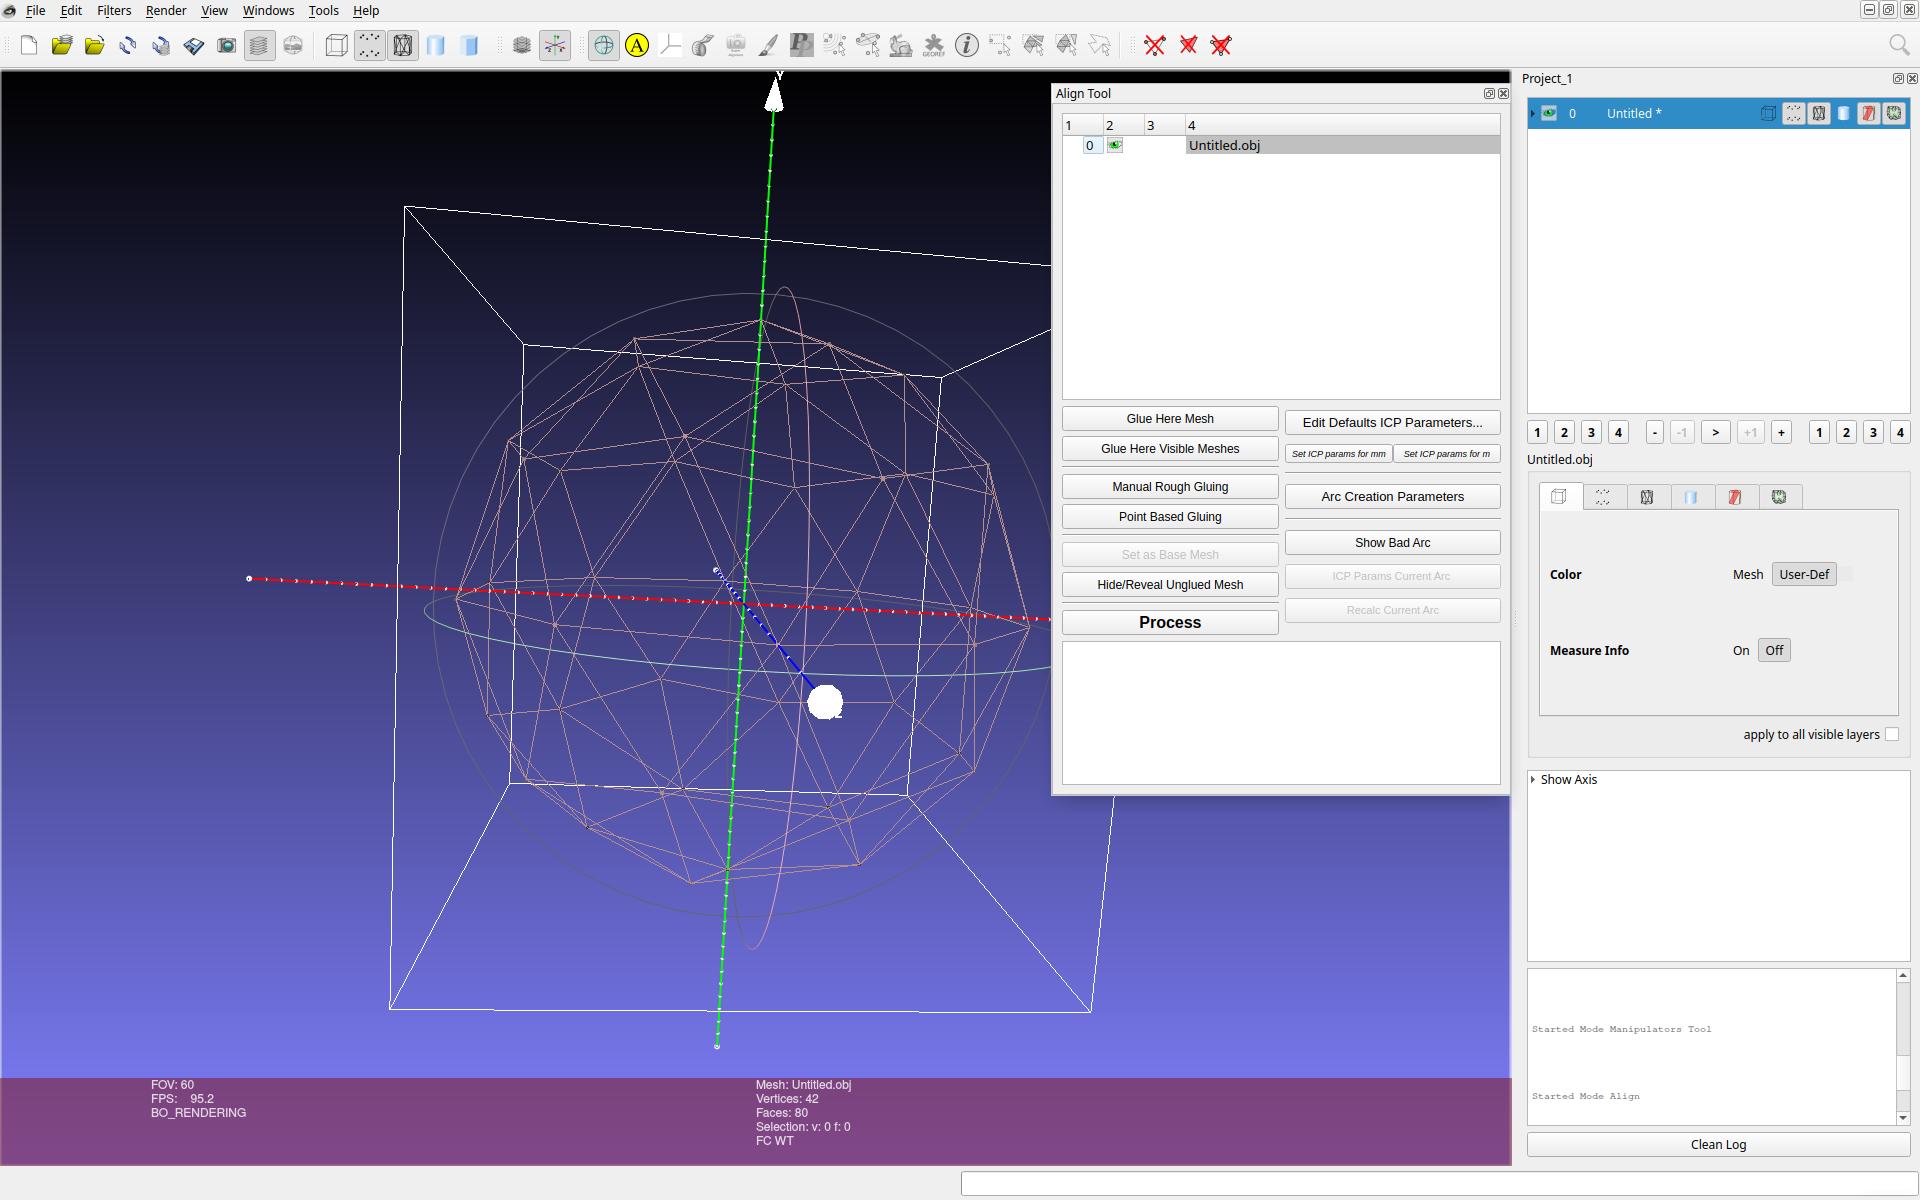 File Edit Filters Render View Windows Tools Help
A
PP
GEOREF
i
Project_1
Align Tool
0 Untitled *
1 2 3 4
0 Untitled.obj
Glue Here Mesh
Edit Defaults ICP Parameters...
Glue Here Visible Meshes
Set ICP params for mm
Set ICP params for m
Manual Rough Gluing
Arc Creation Parameters
Point Based Gluing
Show Bad Arc
Set as Base Mesh
ICP Params Current Arc
Hide/Reveal Unglued Mesh
Recalc Current Arc
Process
1 2 3 4 - -1 > +1 + 1 2 3 4
Untitled.obj
Color Mesh User-Def
Measure Info On Off
apply to all visible layers
Show Axis
Started Mode Manipulators Tool
Started Mode Align
Clean Log
FOV: 60
FPS: 95.2
BO_RENDERING
Mesh: Untitled.obj
Vertices: 42
Faces: 80
Selection: v: 0 f: 0
FC WT